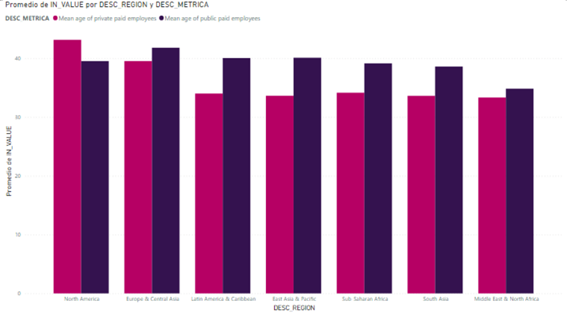 Promedio de IN_VALUE por DESC_REGION y DESC_METRICA
DESC_METRICA Mean age of private paid employees Mean age of public paid employees
40
30
20
10
0
Promedio de IN_VALUE
North America Europe & Central Asia Latin America & Caribbean East Asia & Pacific Sub-Saharan Africa South Asia Middle East & North Africa
DESC_REGION